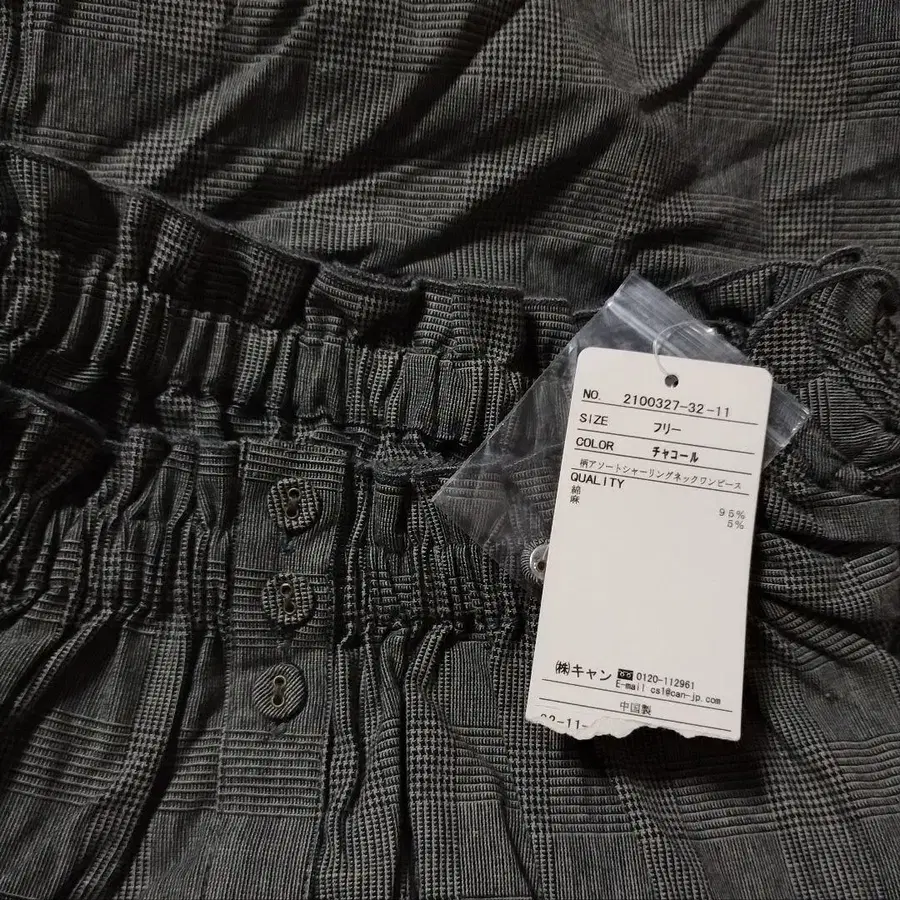 NO. 2100327-32-11
SIZE フリー
COLOR チャコール
柄アソートシャーリングネックワンピース
QUALITY
綿 95%
麻 5%
㈱キャン 0120-112961
E-mail cs1@can-jp.com
中国製